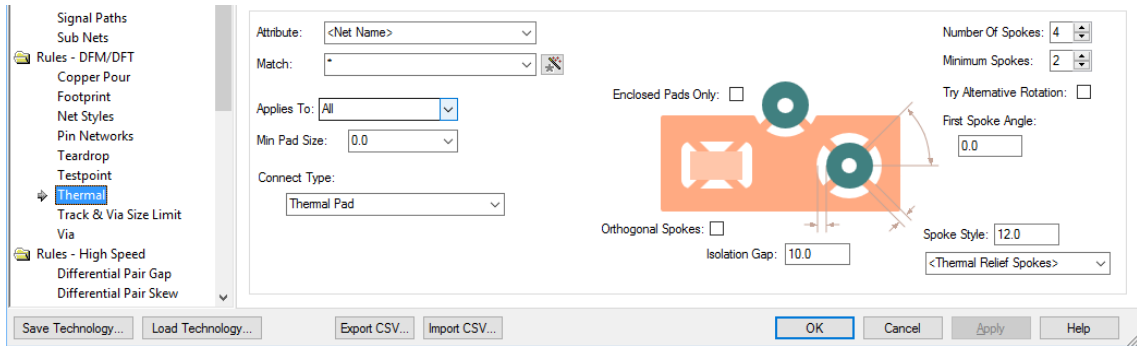 Signal Paths
Sub Nets
Rules - DFM/DFT
Copper Pour
Footprint
Net Styles
Pin Networks
Teardrop
Testpoint
Thermal
Track & Via Size Limit
Via
Rules - High Speed
Differential Pair Gap
Differential Pair Skew
Attribute: <Net Name>
Match: *
Applies To: All
Min Pad Size: 0.0
Connect Type:
Thermal Pad
Enclosed Pads Only:
Orthogonal Spokes:
Isolation Gap: 10.0
Number Of Spokes: 4
Minimum Spokes: 2
Try Alternative Rotation:
First Spoke Angle:
0.0
Spoke Style: 12.0
<Thermal Relief Spokes>
Save Technology... Load Technology... Export CSV... Import CSV... OK Cancel Apply Help